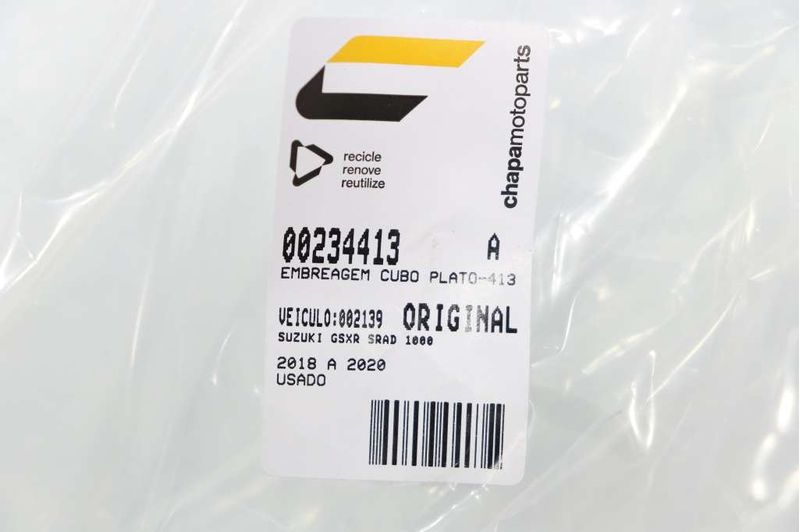 chapamotoparts
recicle
renove
reutilize
00234413 A
EMBREAGEM CUBO PLATO-413
VEICULO:002139 ORIGINAL
SUZUKI GSXR SRAD 1000
2018 A 2020
USADO